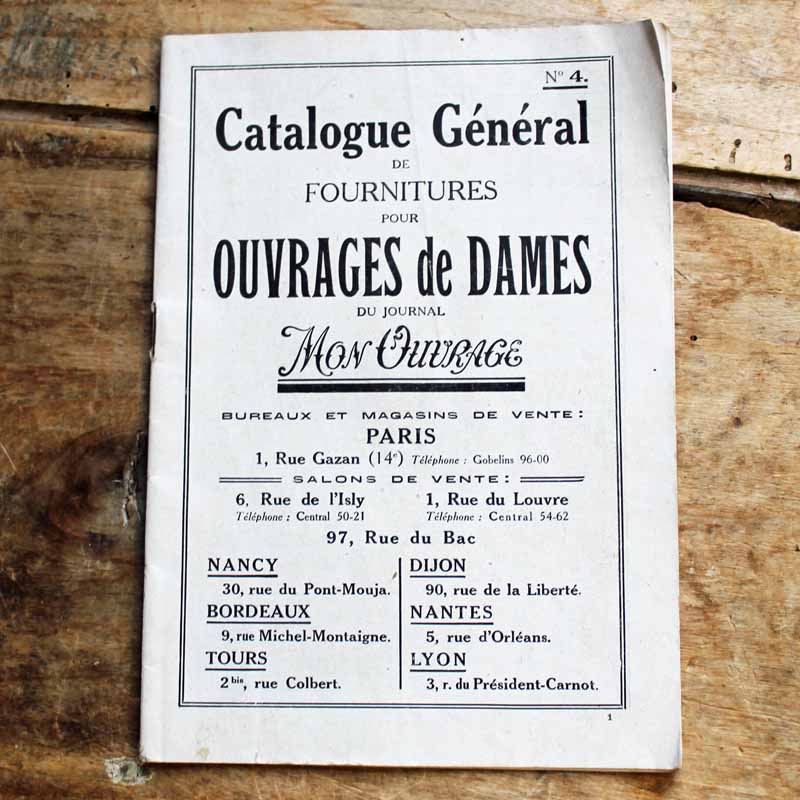 Nº 4.
Catalogue Général
DE
FOURNITURES
POUR
OUVRAGES de DAMES
DU JOURNAL
MON OUVRAGE
BUREAUX ET MAGASINS DE VENTE :
PARIS
1, Rue Gazan (14ᵉ) Téléphone : Gobelins 96-00
SALONS DE VENTE :
6, Rue de l'Isly
Téléphone : Central 50-21
1, Rue du Louvre
Téléphone : Central 54-62
97, Rue du Bac
NANCY
30, rue du Pont-Mouja.
BORDEAUX
9, rue Michel-Montaigne.
TOURS
2 bis, rue Colbert.
DIJON
90, rue de la Liberté.
NANTES
5, rue d'Orléans.
LYON
3, r. du Président-Carnot.
1